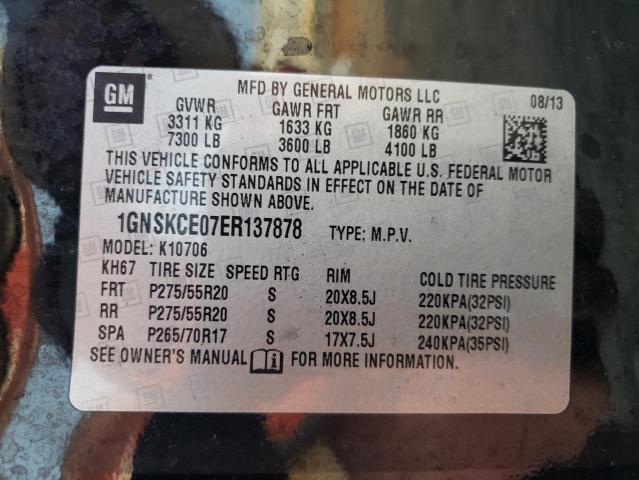 GM
MFD BY GENERAL MOTORS LLC
08/13
GVWR GAWR FRT GAWR RR
3311 KG 1633 KG 1860 KG
7300 LB 3600 LB 4100 LB
THIS VEHICLE CONFORMS TO ALL APPLICABLE U.S. FEDERAL MOTOR
VEHICLE SAFETY STANDARDS IN EFFECT ON THE DATE OF
MANUFACTURE SHOWN ABOVE.
1GNSKCE07ER137878 TYPE: M.P.V.
MODEL: K10706
KH67 TIRE SIZE SPEED RTG RIM COLD TIRE PRESSURE
FRT P275/55R20 S 20X8.5J 220KPA(32PSI)
RR P275/55R20 S 20X8.5J 220KPA(32PSI)
SPA P265/70R17 S 17X7.5J 240KPA(35PSI)
SEE OWNER'S MANUAL FOR MORE INFORMATION.